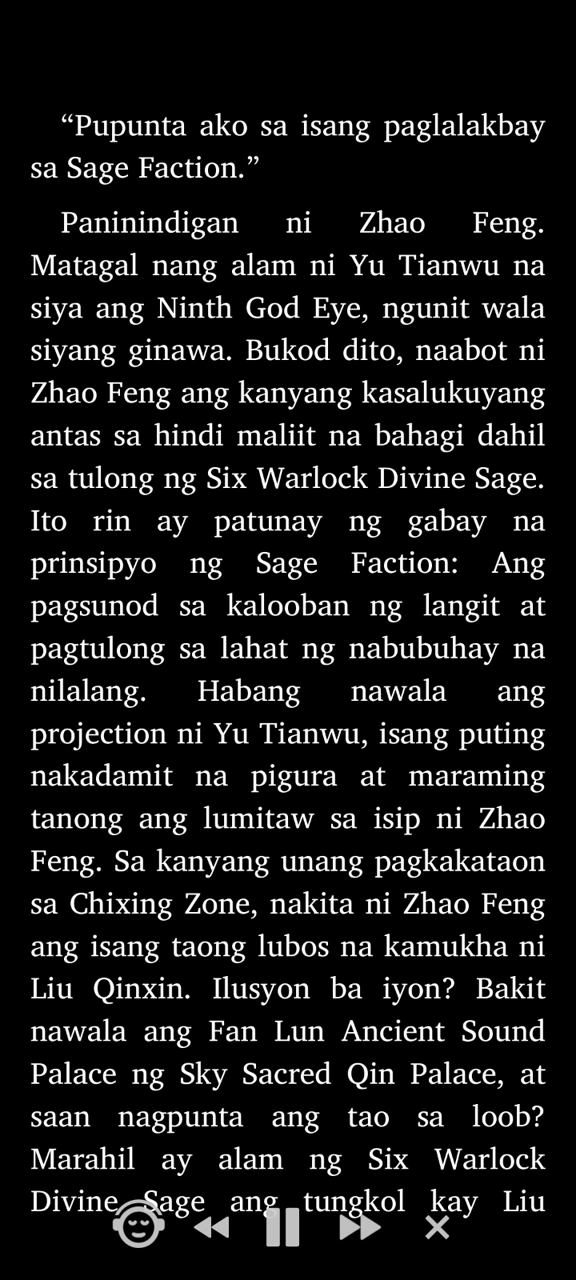 “Pupunta ako sa isang paglalakbay
sa Sage Faction.”
Paninindigan ni Zhao Feng.
Matagal nang alam ni Yu Tianwu na
siya ang Ninth God Eye, ngunit wala
siyang ginawa. Bukod dito, naabot ni
Zhao Feng ang kanyang kasalukuyang
antas sa hindi maliit na bahagi dahil
sa tulong ng Six Warlock Divine Sage.
Ito rin ay patunay ng gabay na
prinsipyo ng Sage Faction: Ang
pagsunod sa kalooban ng langit at
pagtulong sa lahat ng nabubuhay na
nilalang. Habang nawala ang
projection ni Yu Tianwu, isang puting
nakadamit na pigura at maraming
tanong ang lumitaw sa isip ni Zhao
Feng. Sa kanyang unang pagkakataon
sa Chixing Zone, nakita ni Zhao Feng
ang isang taong lubos na kamukha ni
Liu Qinxin. Ilusyon ba iyon? Bakit
nawala ang Fan Lun Ancient Sound
Palace ng Sky Sacred Qin Palace, at
saan nagpunta ang tao sa loob?
Marahil ay alam ng Six Warlock
Divine Sage ang tungkol kay Liu